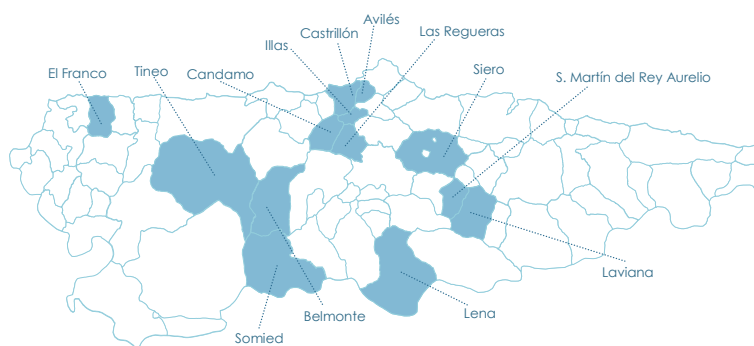 Avilés
Castrillón
Las Regueras
Illas
El Franco
Tineo
Candamo
Siero
S. Martín del Rey Aurelio
Laviana
Belmonte
Lena
Somied